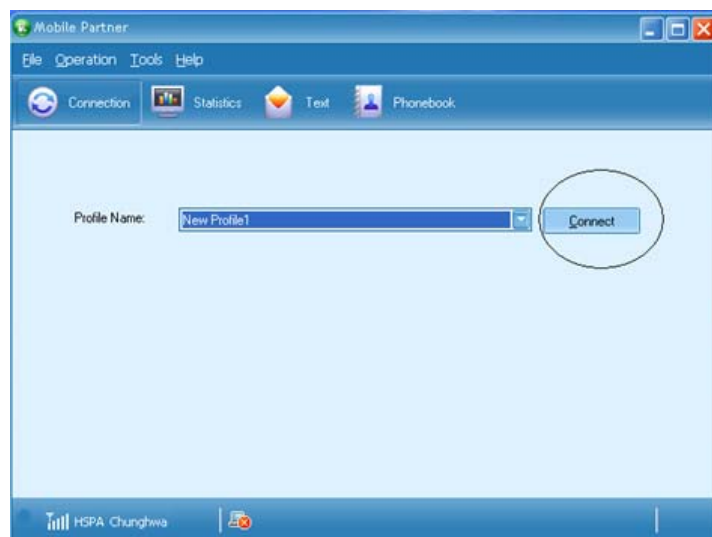 Mobile Partner
File Operation Tools Help
Connection Statistics Text Phonebook
Profile Name: New Profile1 Connect
HSPA Chunghwa